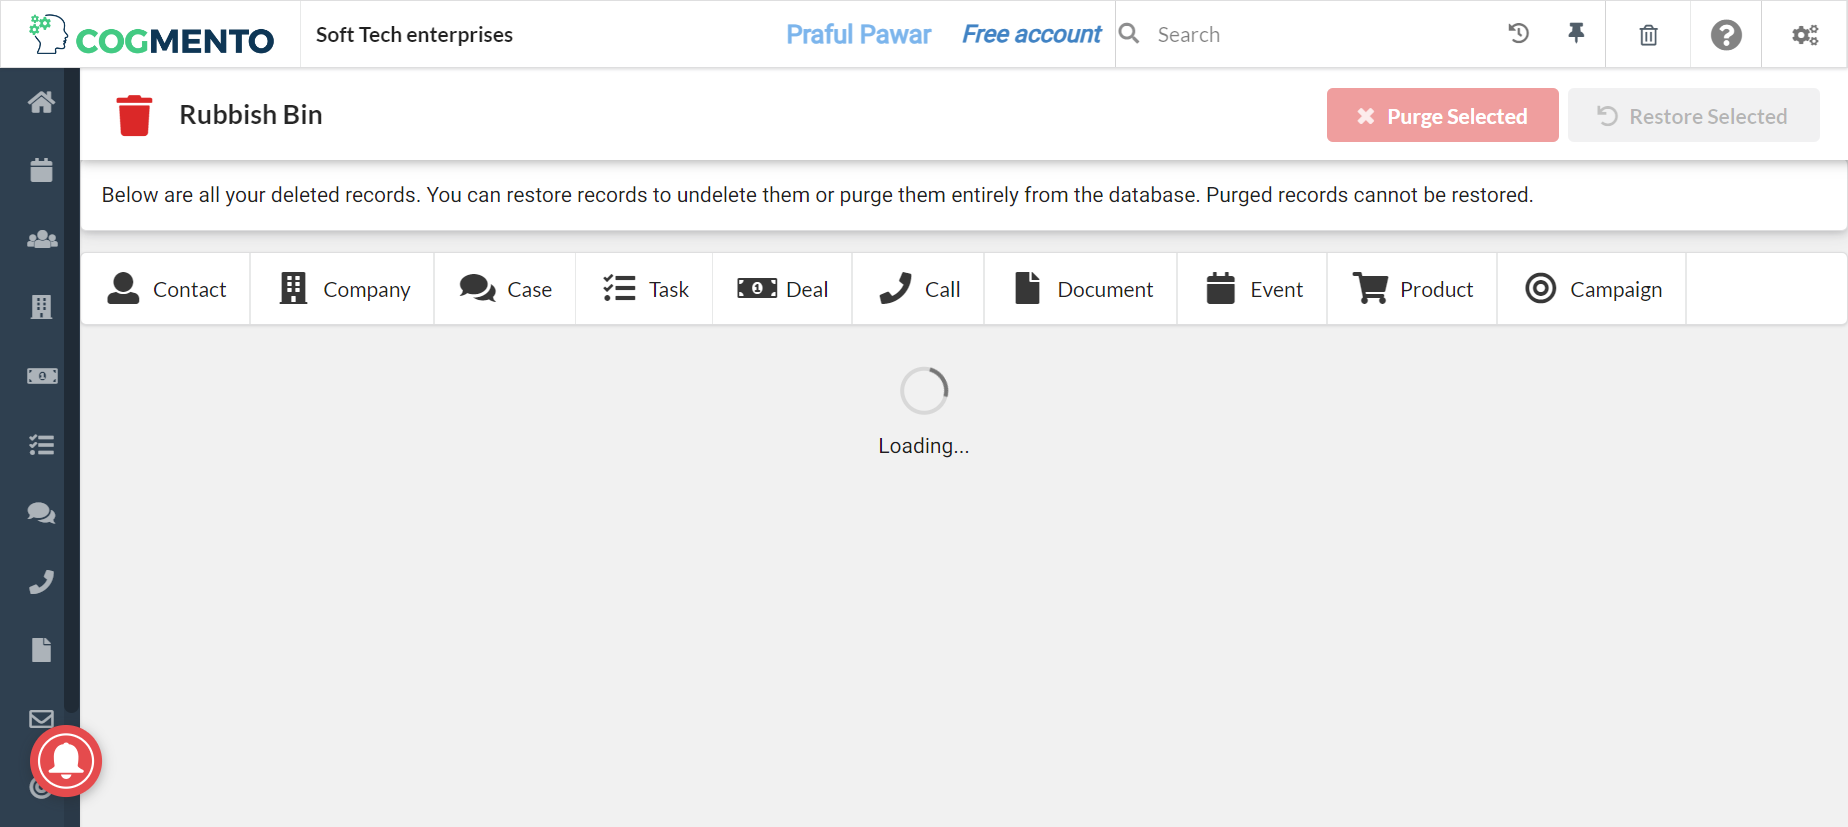 COGMENTO Soft Tech enterprises Praful Pawar Free account Search
Rubbish Bin Purge Selected Restore Selected
Below are all your deleted records. You can restore records to undelete them or purge them entirely from the database. Purged records cannot be restored.
Contact Company Case Task Deal Call Document Event Product Campaign
Loading...